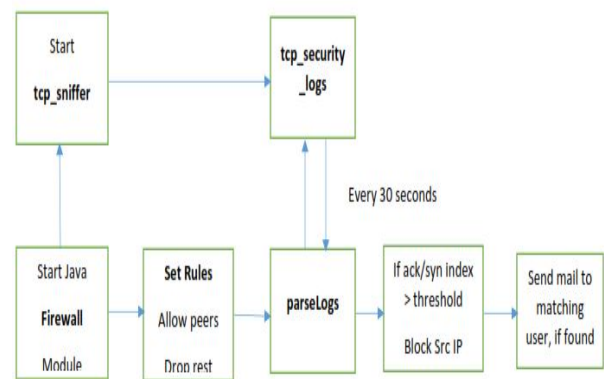 Start
tcp_sniffer
tcp_security
_logs
Every 30 seconds
Start Java
Firewall
Module
Set Rules
Allow peers
Drop rest
parseLogs
If ack/syn index
> threshold
Block Src IP
Send mail to
matching
user, if found